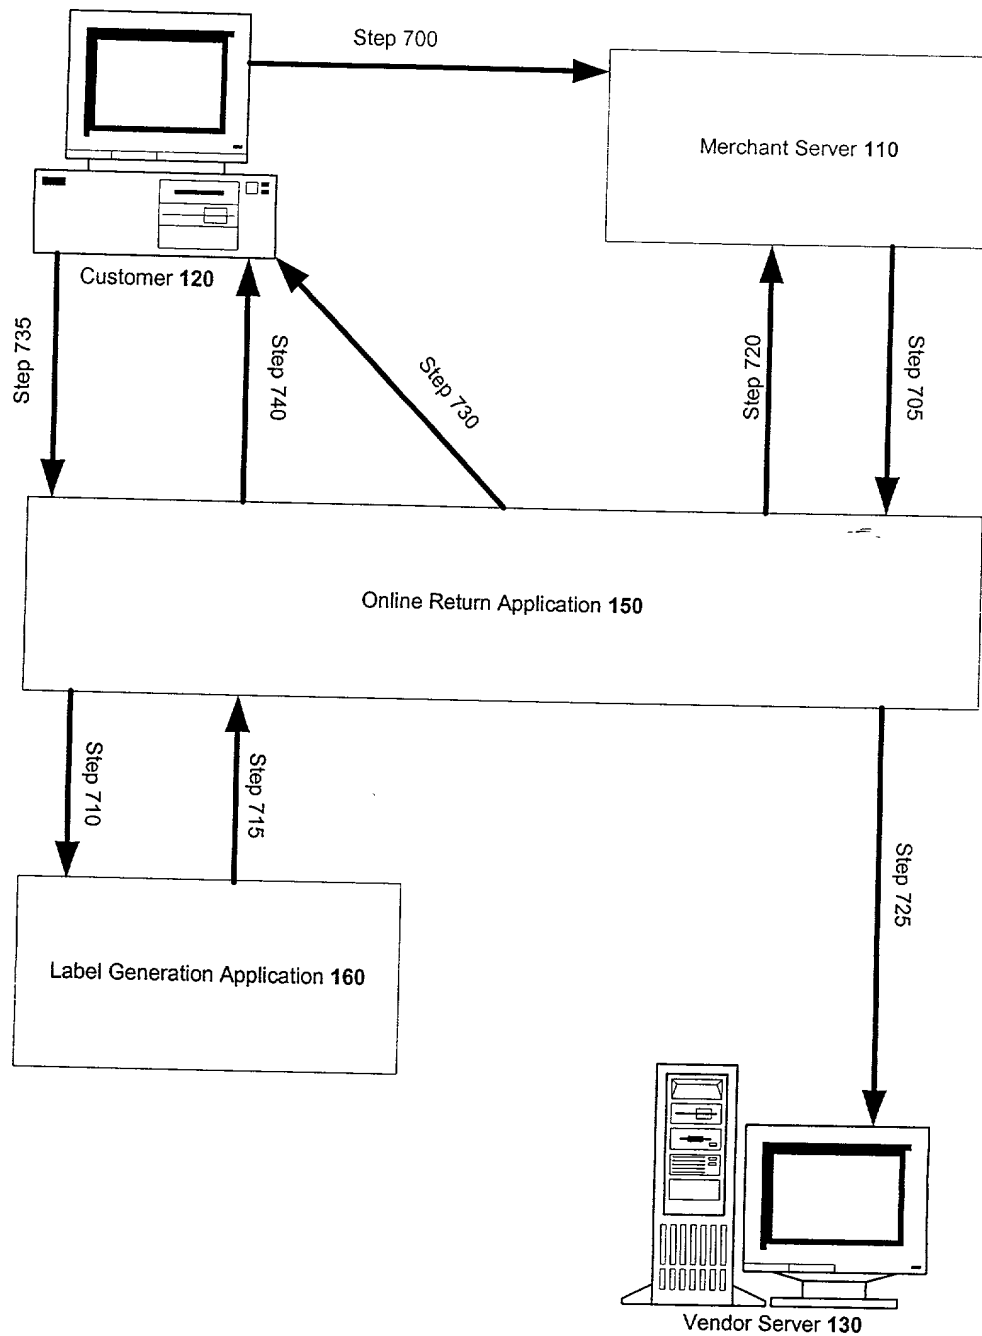 Step 700
Merchant Server 110
Customer 120
Step 735
Step 740
Step 730
Step 720
Step 705
Online Return Application 150
Step 710
Step 715
Step 725
Label Generation Application 160
Vendor Server 130